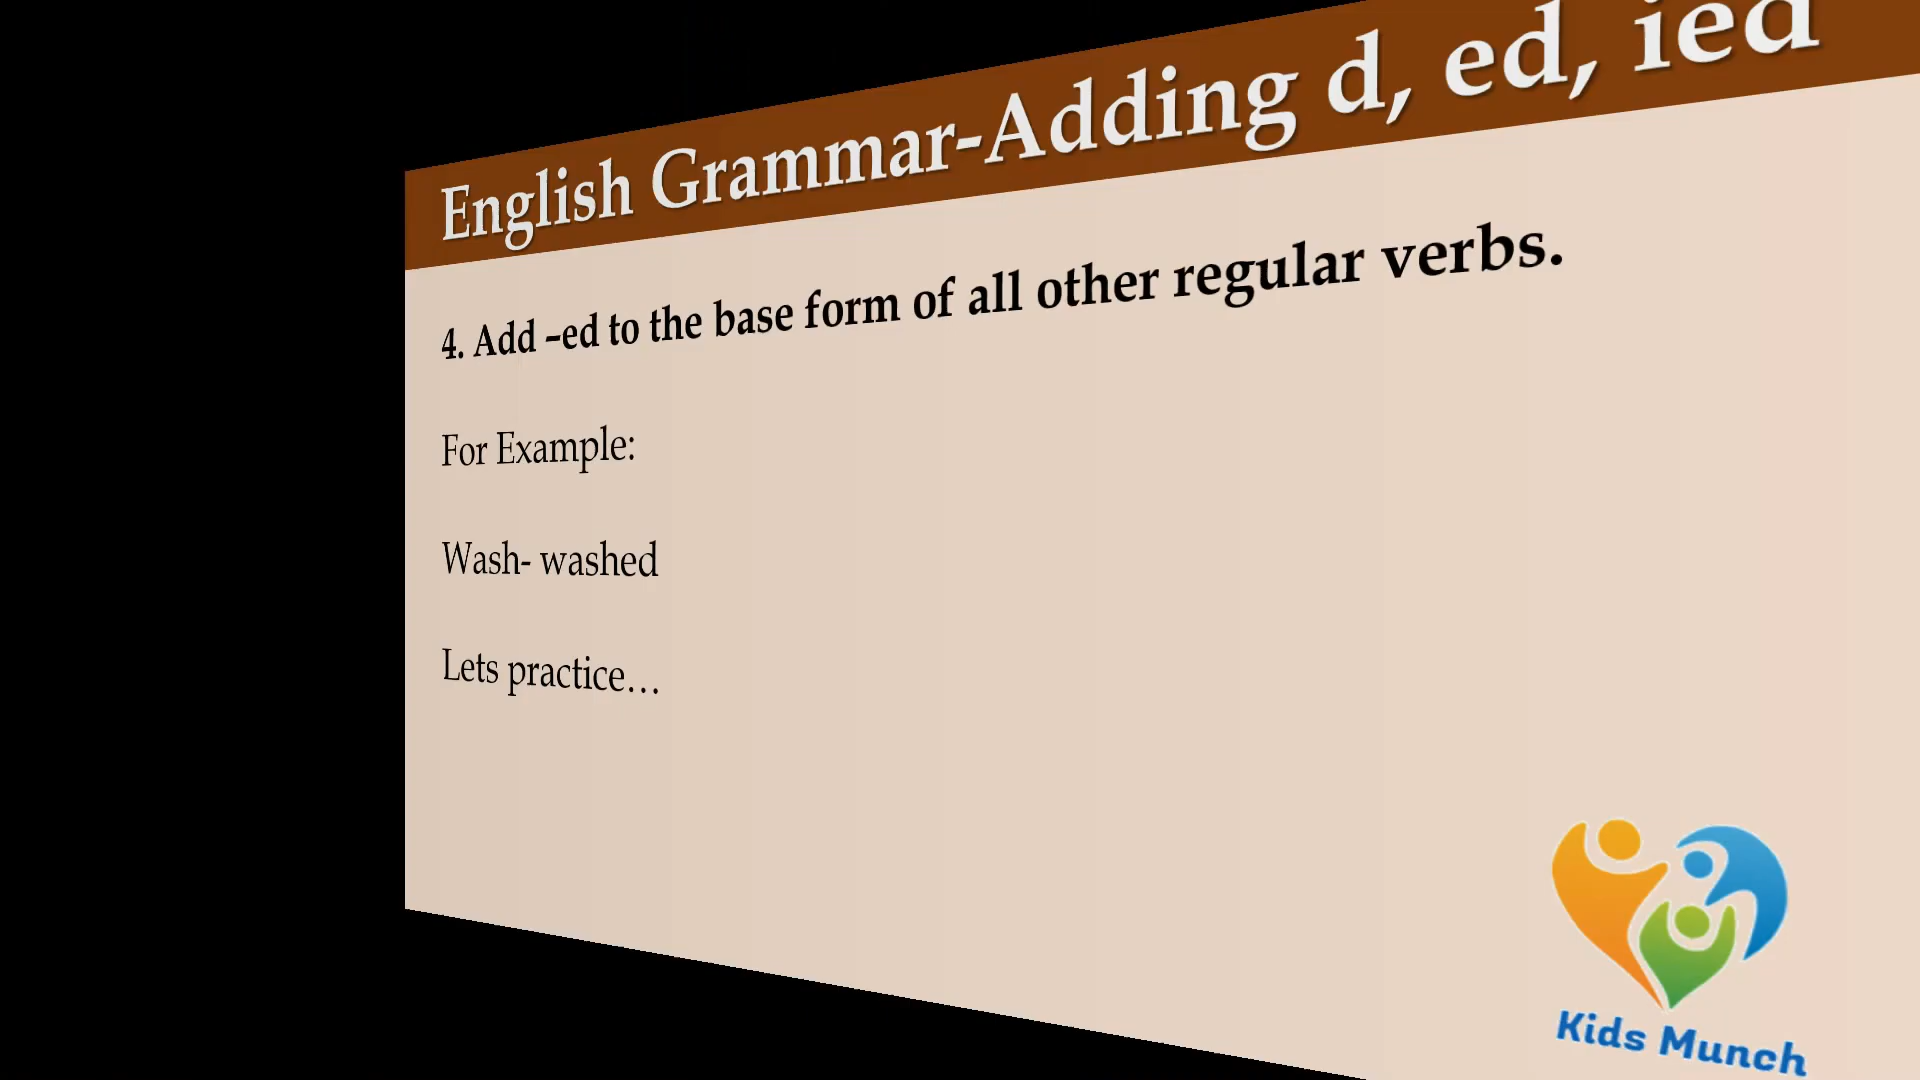 English Grammar-Adding d, ed, ied
4. Add –ed to the base form of all other regular verbs.
For Example:
Wash- washed
Lets practice…
Kids Munch